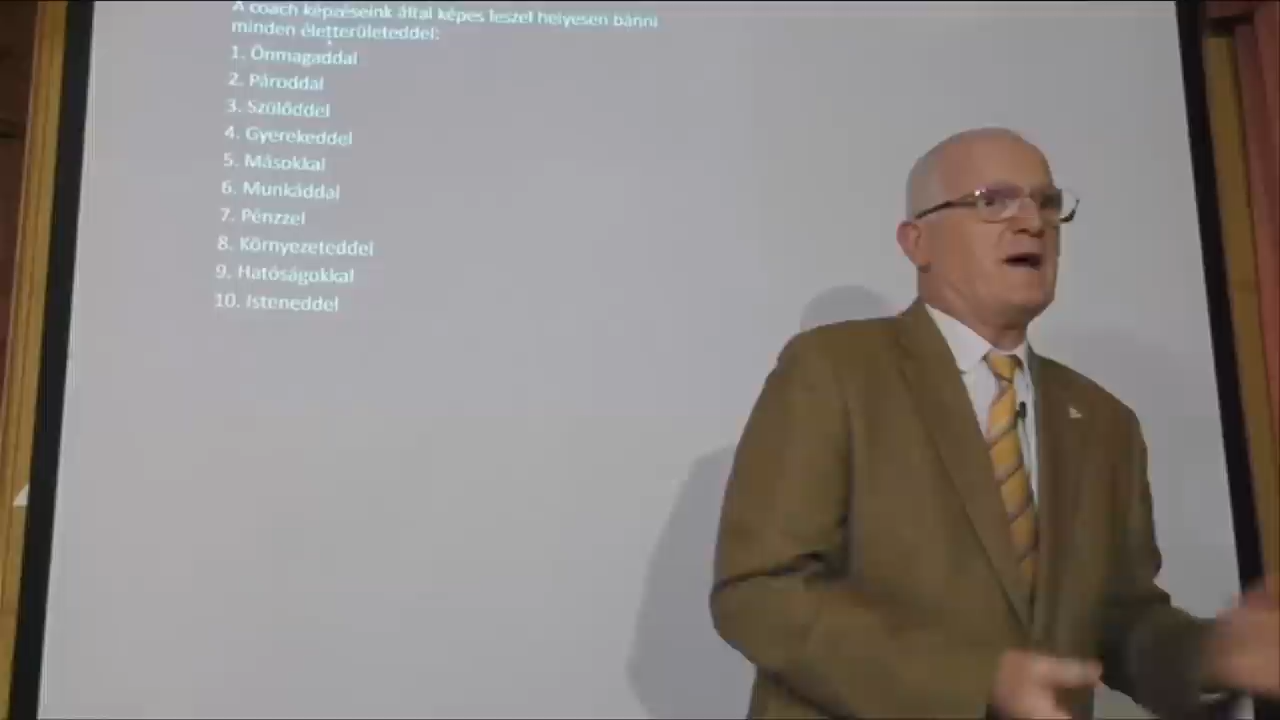 A coach képzéseink által képes leszel helyesen bánni
minden életterületeddel:
1. Önmagaddal
2. Pároddal
3. Szülőddel
4. Gyerekeddel
5. Másokkal
6. Munkáddal
7. Pénzzel
8. Környezeteddel
9. Hatóságokkal
10. Isteneddel